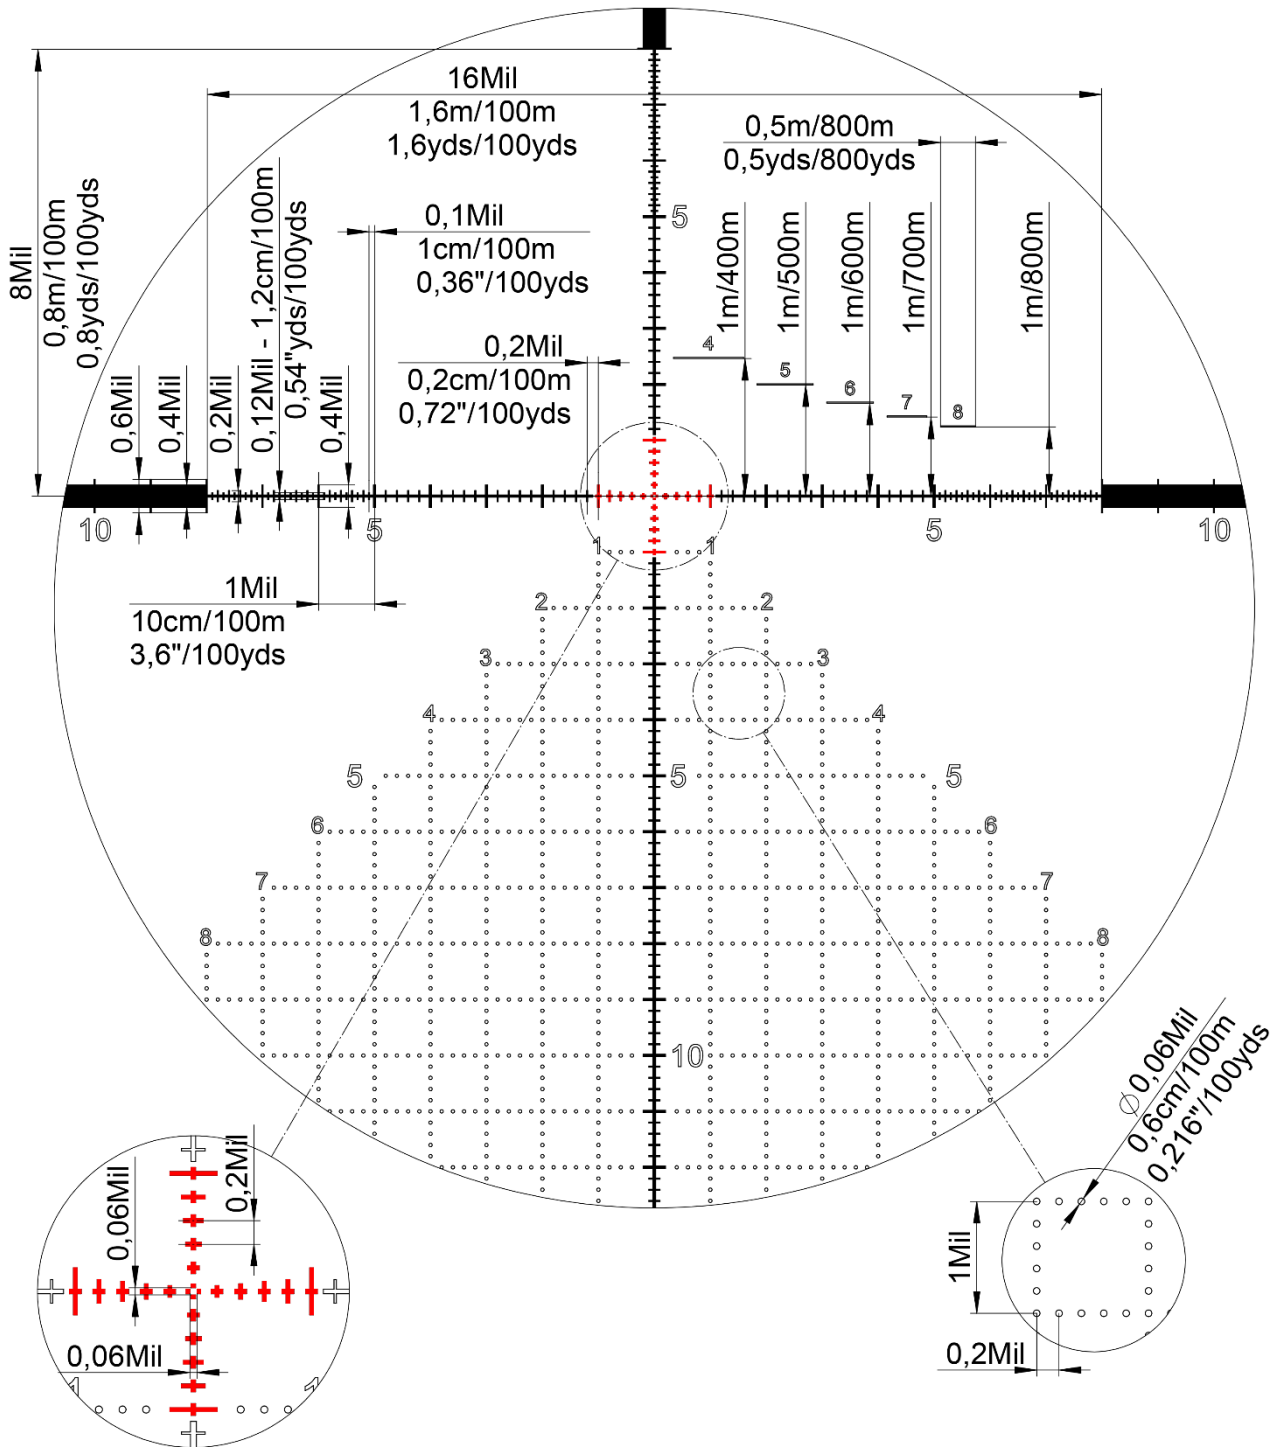 16Mil
1,6m/100m
1,6yds/100yds
8Mil
0,8m/100m
0,8yds/100yds
0,5m/800m
0,5yds/800yds
5
0,1Mil
1cm/100m
0,36"/100yds
0,6Mil
0,4Mil
0,2Mil
0,12Mil - 1,2cm/100m
0,54"yds/100yds
0,4Mil
0,2Mil
0,2cm/100m
0,72"/100yds
1m/400m
1m/500m
1m/600m
1m/700m
1m/800m
4
5
6
7
8
10
5
5
10
1
1
1Mil
10cm/100m
3,6"/100yds
2
2
3
3
4
4
5
5
5
6
6
7
7
8
8
10
Ø 0,06Mil
0,6cm/100m
0,216"/100yds
0,06Mil
0,2Mil
0,06Mil
1
1
1Mil
0,2Mil